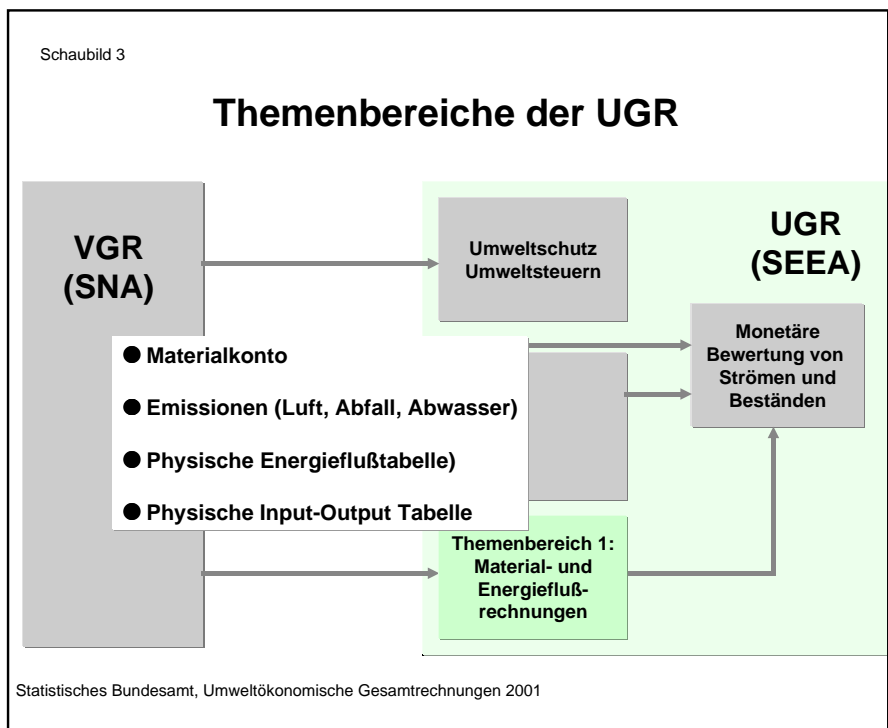 Schaubild 3
Themenbereiche der UGR
VGR
(SNA)
Umweltschutz
Umweltsteuern
UGR
(SEEA)
Monetäre
Bewertung von
Strömen und
Beständen
● Materialkonto
● Emissionen (Luft, Abfall, Abwasser)
● Physische Energieflußtabelle)
● Physische Input-Output Tabelle
Themenbereich 1:
Material- und
Energiefluß-
rechnungen
Statistisches Bundesamt, Umweltökonomische Gesamtrechnungen 2001